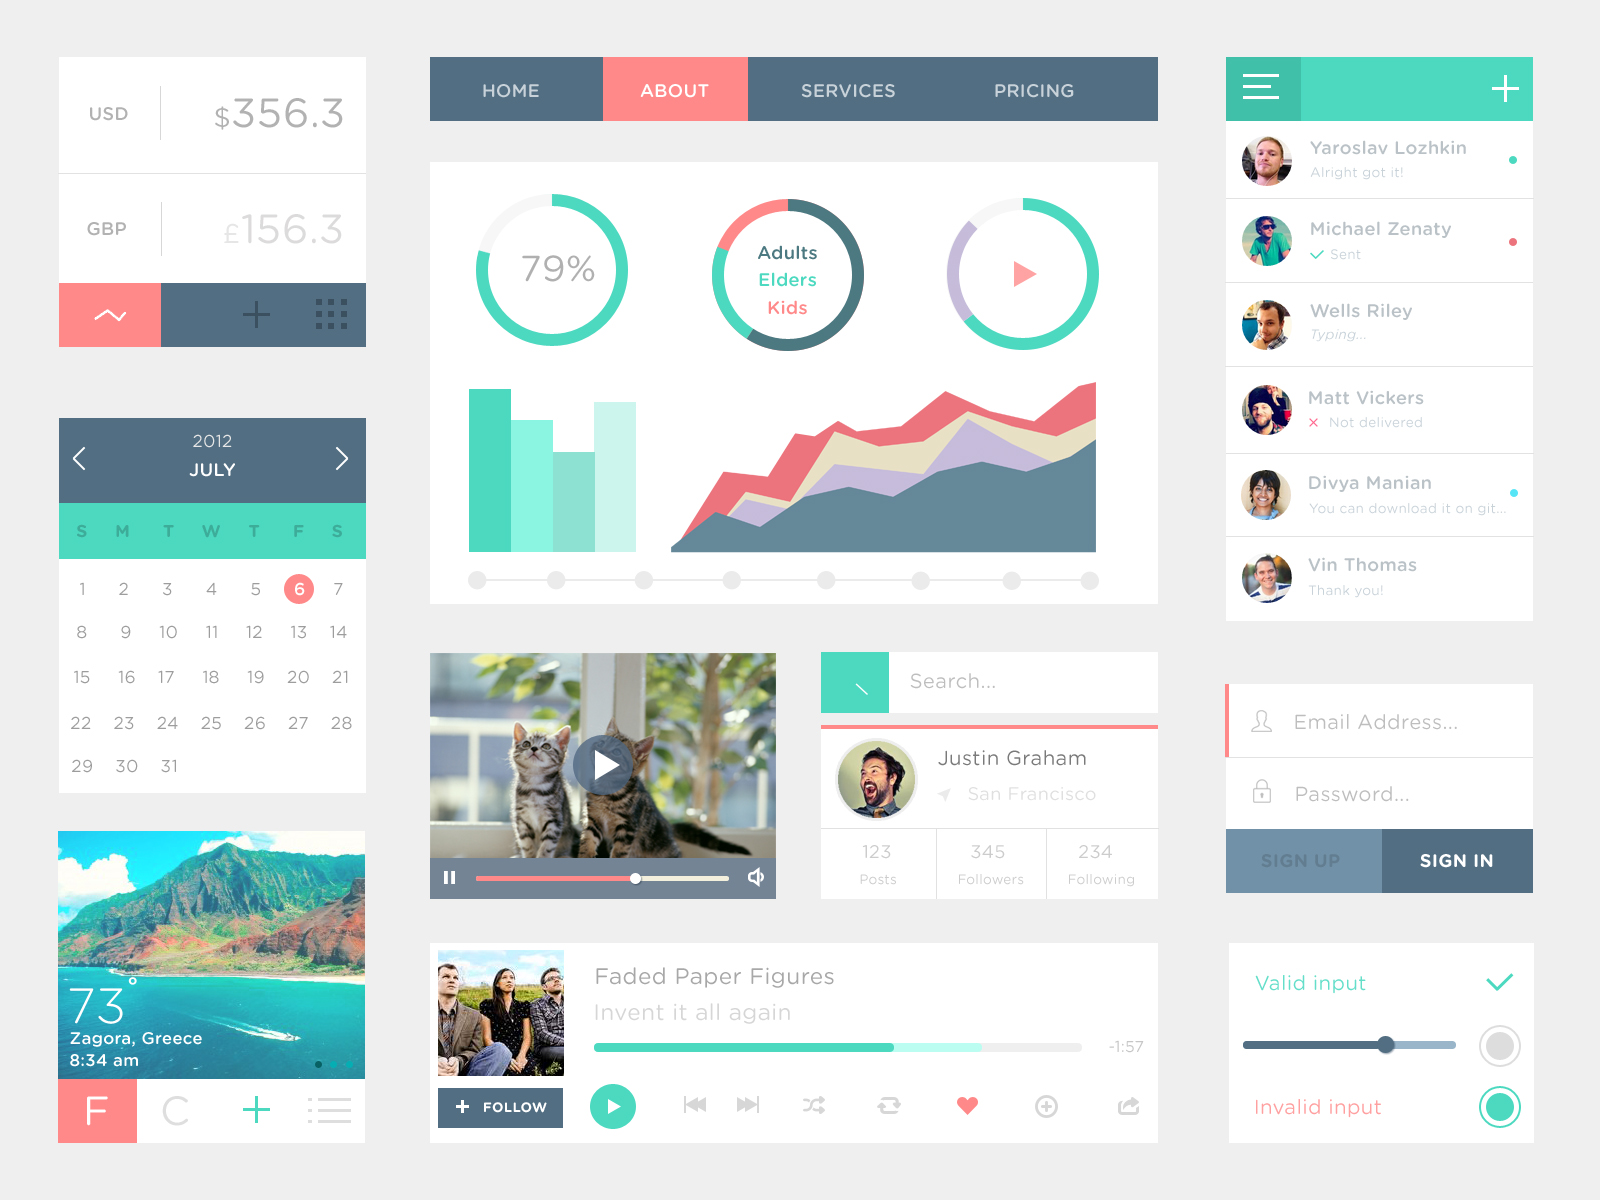 USD
$356.3
GBP
£156.3
HOME
ABOUT
SERVICES
PRICING
79%
Adults
Elders
Kids
Yaroslav Lozhkin
Alright got it!
Michael Zenaty
Sent
Wells Riley
Typing...
Matt Vickers
Not delivered
Divya Manian
You can download it on git...
Vin Thomas
Thank you!
2012
JULY
S M T W T F S
1 2 3 4 5 6 7
8 9 10 11 12 13 14
15 16 17 18 19 20 21
22 23 24 25 26 27 28
29 30 31
Search...
Justin Graham
San Francisco
123 345 234
Posts Followers Following
Email Address...
Password...
SIGN UP
SIGN IN
73°
Zagora, Greece
8:34 am
F
C
Faded Paper Figures
Invent it all again
-1:57
FOLLOW
Valid input
Invalid input